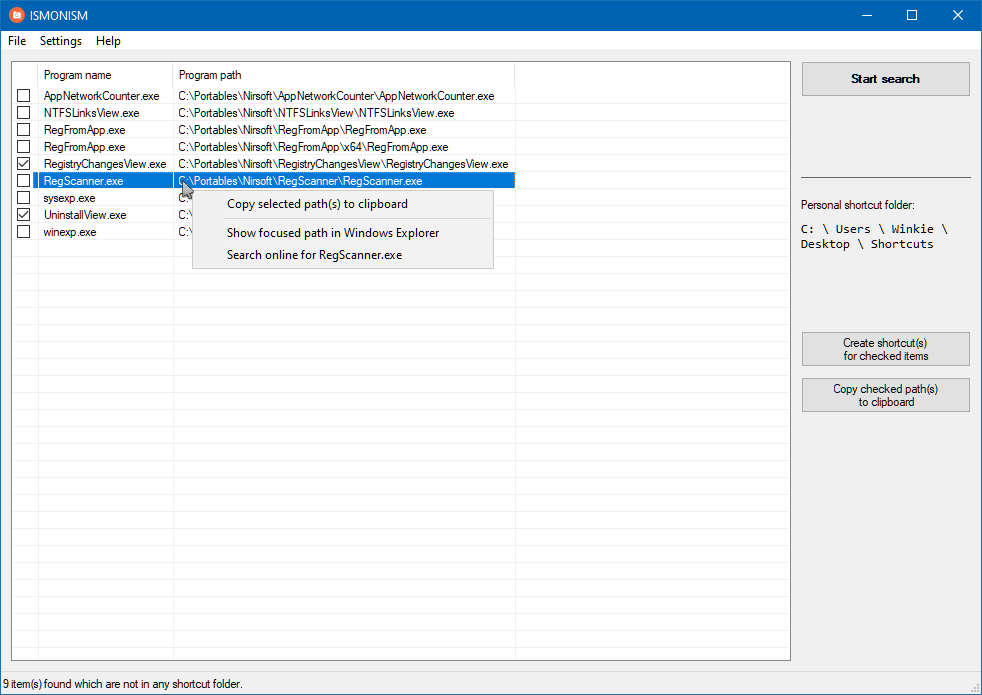 ISMONISM
File Settings Help
Program name Program path
AppNetworkCounter.exe C:\Portables\Nirsoft\AppNetworkCounter\AppNetworkCounter.exe
NTFSLinksView.exe C:\Portables\Nirsoft\NTFSLinksView\NTFSLinksView.exe
RegFromApp.exe C:\Portables\Nirsoft\RegFromApp\RegFromApp.exe
RegFromApp.exe C:\Portables\Nirsoft\RegFromApp\x64\RegFromApp.exe
RegistryChangesView.exe C:\Portables\Nirsoft\RegistryChangesView\RegistryChangesView.exe
RegScanner.exe C:\Portables\Nirsoft\RegScanner\RegScanner.exe
sysexp.exe C:
UninstallView.exe C:\
winexp.exe C:\
Copy selected path(s) to clipboard
Show focused path in Windows Explorer
Search online for RegScanner.exe
Start search
Personal shortcut folder:
C: \ Users \ Winkie \
Desktop \ Shortcuts
Create shortcut(s)
for checked items
Copy checked path(s)
to clipboard
9 item(s) found which are not in any shortcut folder.